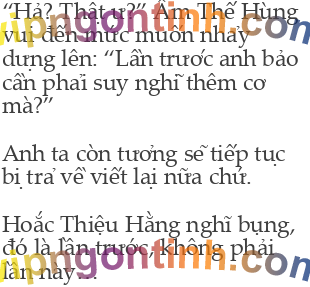 “Hả? Thật ư?” Âm Thế Hùng
vui đến mức muốn nhảy
dựng lên: “Lần trước anh bảo
cần phải suy nghĩ thêm cơ
mà?”
Anh ta còn tưởng sẽ tiếp tục
bị trả về viết lại nữa chứ.
Hoắc Thiệu Hằng nghĩ bụng,
đó là lần trước, không phải
lần này...
vipngontinh.com
vipngontinh.com